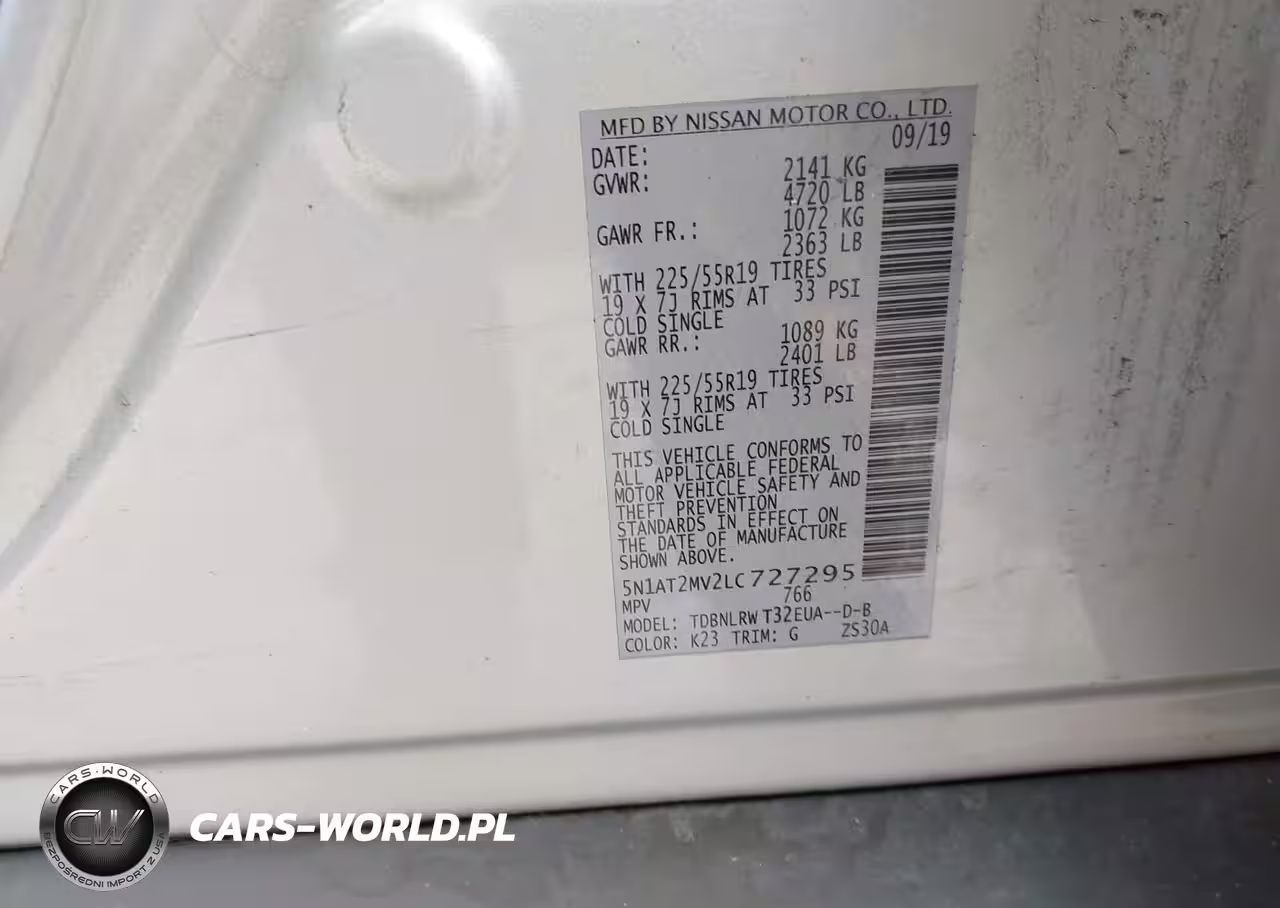 MFD BY NISSAN MOTOR CO., LTD.
DATE: 09/19
GVWR: 2141 KG
4720 LB
GAWR FR.: 1072 KG
2363 LB
WITH 225/55R19 TIRES
19 X 7J RIMS AT 33 PSI
COLD SINGLE
GAWR RR.: 1089 KG
2401 LB
WITH 225/55R19 TIRES
19 X 7J RIMS AT 33 PSI
COLD SINGLE
THIS VEHICLE CONFORMS TO
ALL APPLICABLE FEDERAL
MOTOR VEHICLE SAFETY AND
THEFT PREVENTION
STANDARDS IN EFFECT ON
THE DATE OF MANUFACTURE
SHOWN ABOVE.
5N1AT2MV2LC727295
MPV 766
MODEL: TDBNLRW T32EUA--D-B
COLOR: K23 TRIM: G ZS30A
CARS-WORLD
CW
BEZPOŚREDNI IMPORT Z USA
CARS-WORLD.PL